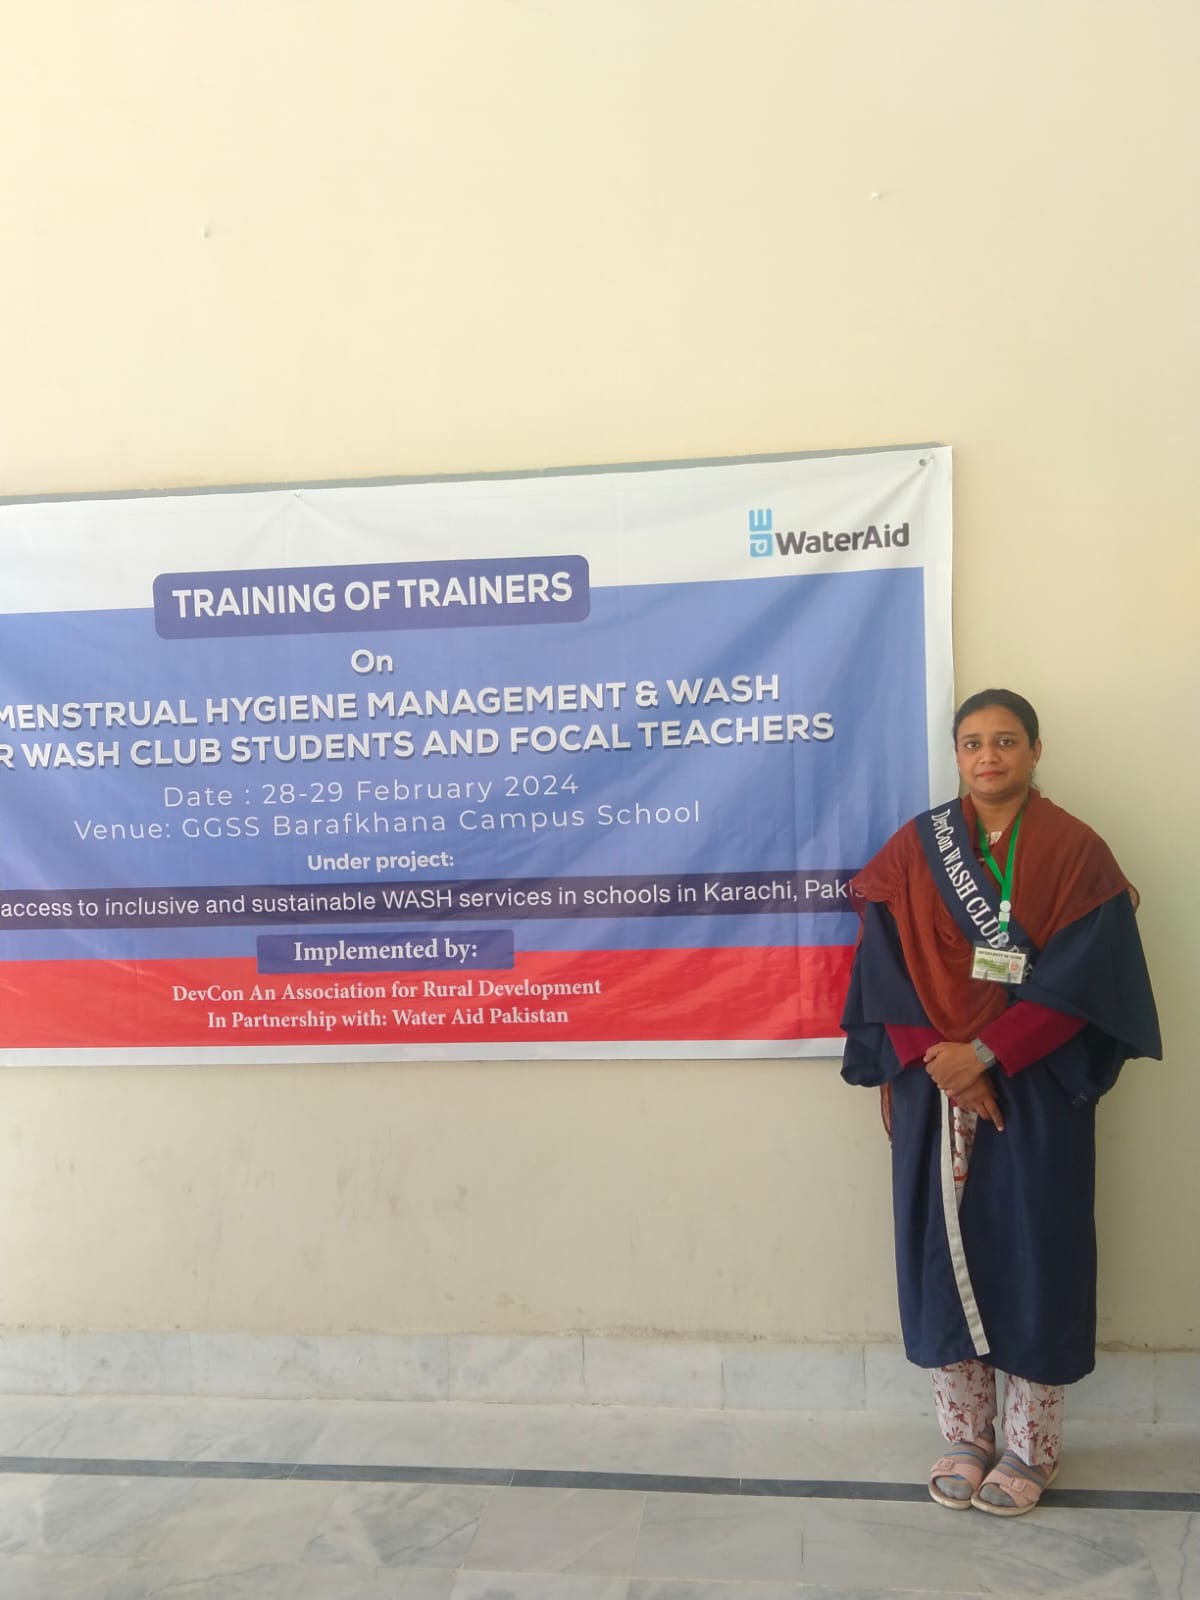 WaterAid
TRAINING OF TRAINERS
On
MENSTRUAL HYGIENE MANAGEMENT & WASH
R WASH CLUB STUDENTS AND FOCAL TEACHERS
Date : 28-29 February 2024
Venue: GGSS Barafkhana Campus School
Under project:
access to inclusive and sustainable WASH services in schools in Karachi, Paki
Implemented by:
DevCon An Association for Rural Development
In Partnership with: Water Aid Pakistan
DevCon WASH CLUB